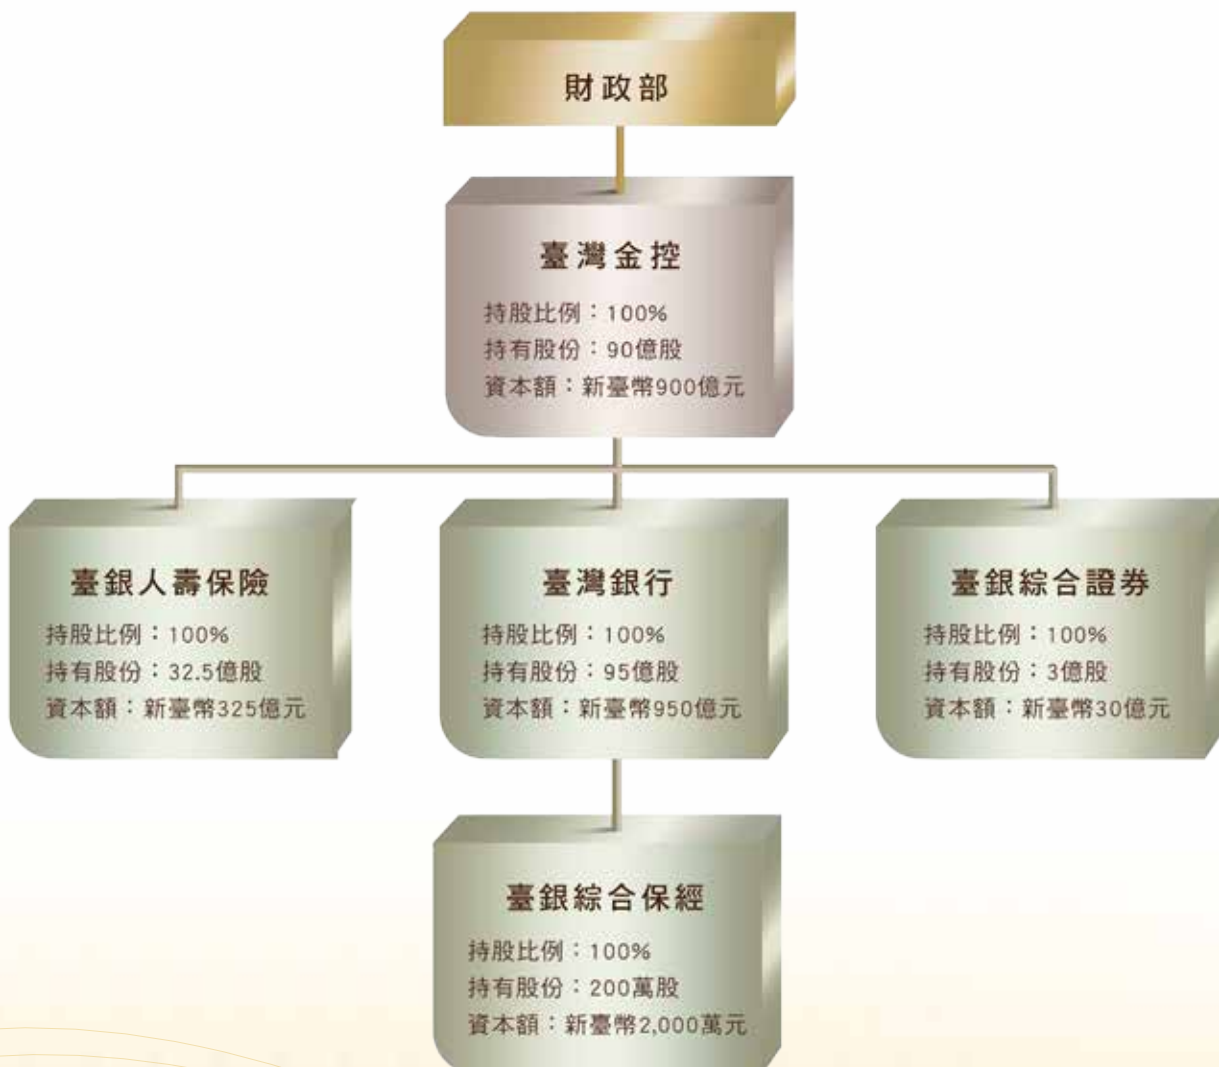 財政部
臺灣金控
持股比例：100%
持有股份：90億股
資本額：新臺幣900億元
臺銀人壽保險
持股比例：100%
持有股份：32.5億股
資本額：新臺幣325億元
臺灣銀行
持股比例：100%
持有股份：95億股
資本額：新臺幣950億元
臺銀綜合證券
持股比例：100%
持有股份：3億股
資本額：新臺幣30億元
臺銀綜合保經
持股比例：100%
持有股份：200萬股
資本額：新臺幣2,000萬元